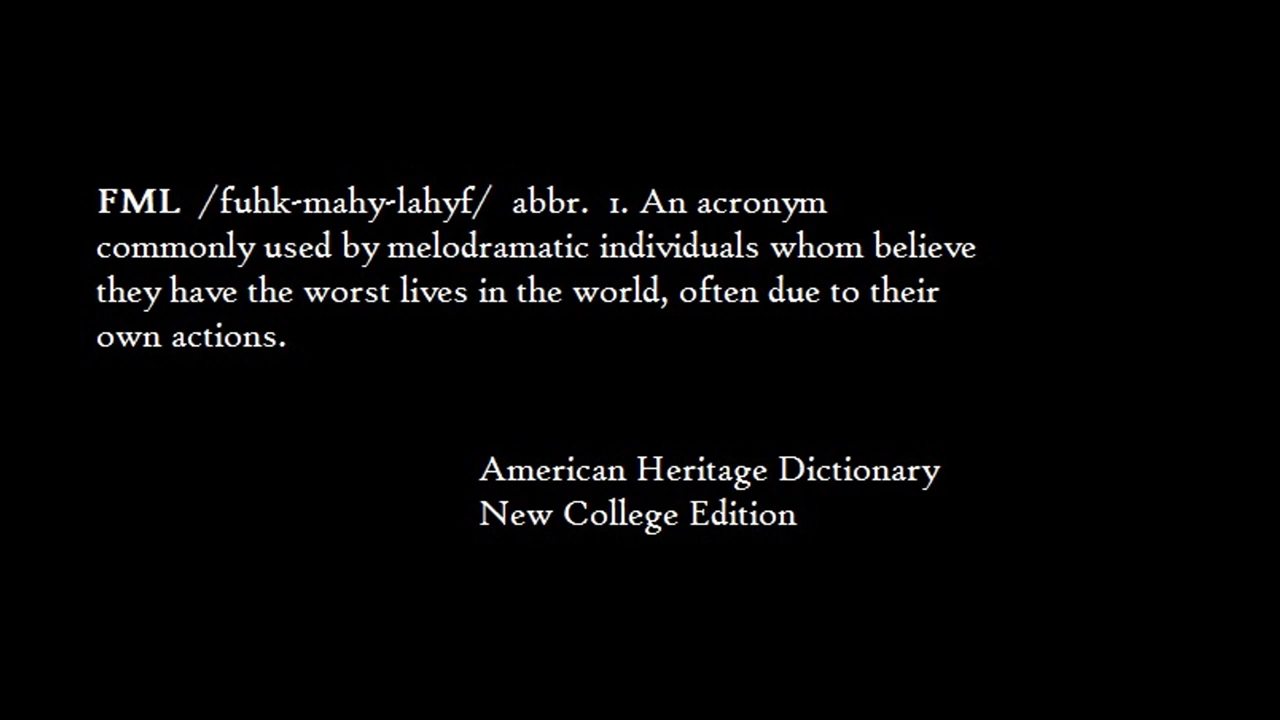 FML /fuhk-mahy-lahyf/ abbr. 1. An acronym
commonly used by melodramatic individuals whom believe
they have the worst lives in the world, often due to their
own actions.
American Heritage Dictionary
New College Edition